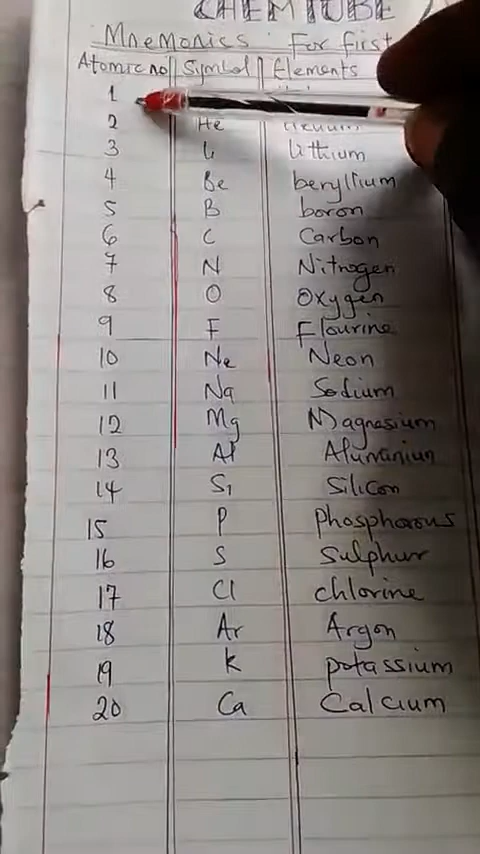 CHEMTUBE
Mnemonics: For first
Atomic no Symbol Elements
1
2 He
3 Li Lithium
4 Be beryllium
5 B boron
6 C Carbon
7 N Nitrogen
8 O Oxygen
9 F Flourine
10 Ne Neon
11 Na Sodium
12 Mg Magnesium
13 Al
14 Si Silicon
15 P Phosphorous
16 S Sulphur
17 Cl chlorine
18 Ar Argon
19 K potassium
20 Ca Calcium